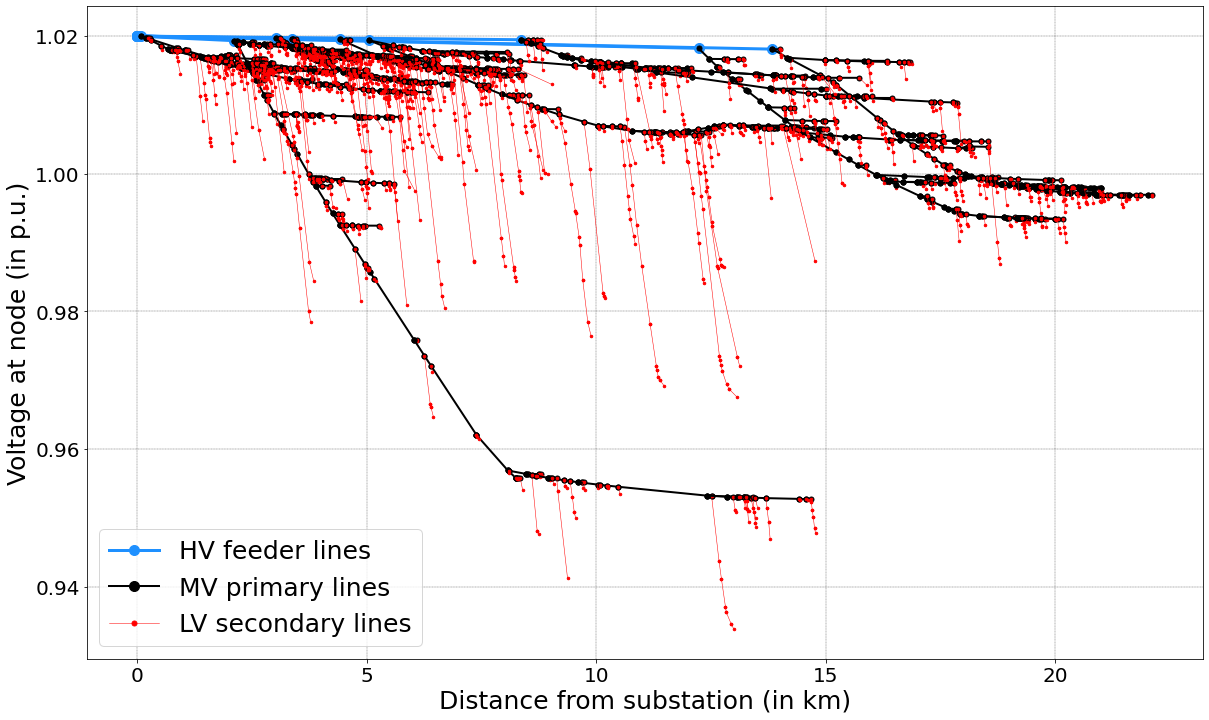 1.02
1.00
0.98
0.96
0.94
Voltage at node (in p.u.)
HV feeder lines
MV primary lines
LV secondary lines
0 5 10 15 20
Distance from substation (in km)